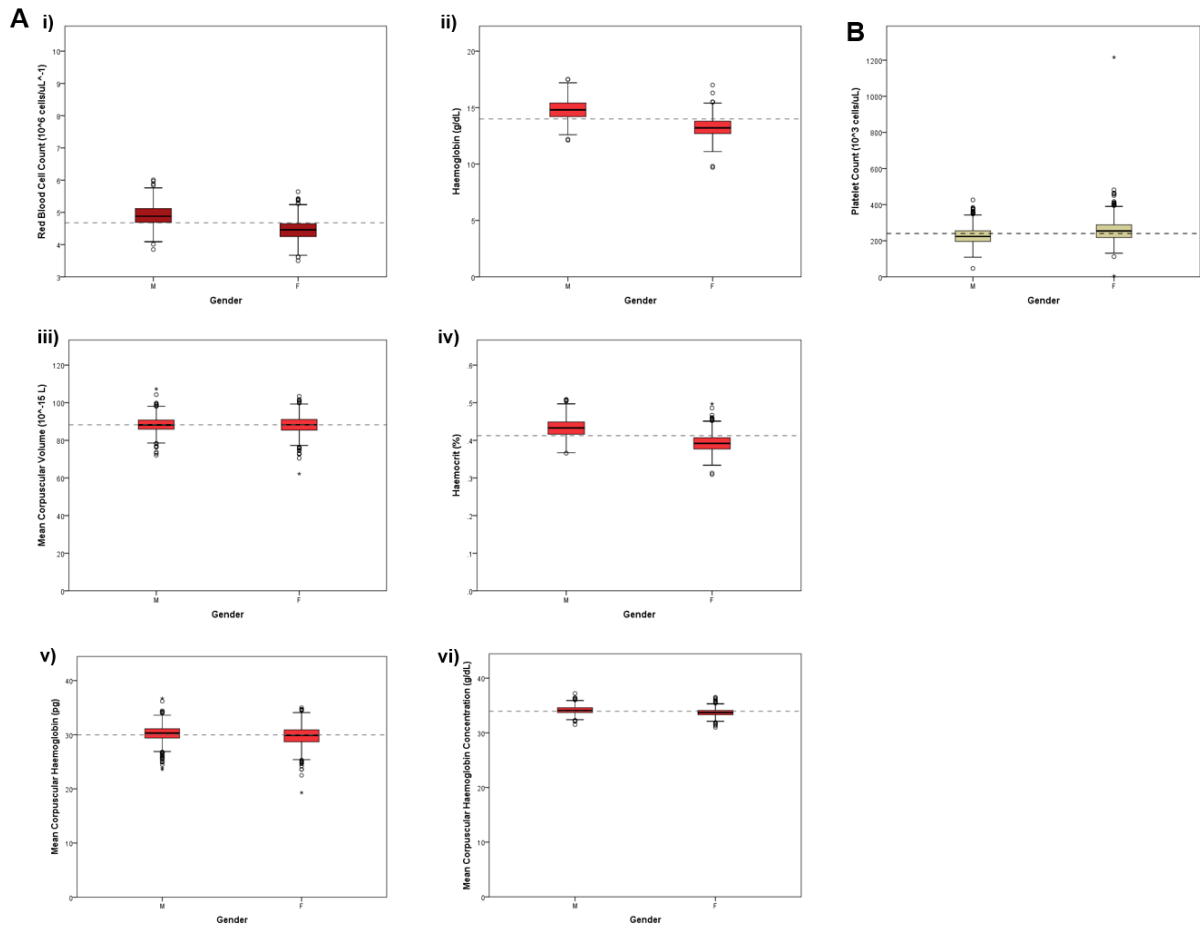 A
i)
Red Blood Cell Count (10^6 cells/uL^-1)
10
9
8
7
6
5
4
3
M
F
Gender
ii)
Haemoglobin (g/dL)
20
15
10
5
0
M
F
Gender
B
Platelet Count (10^3 cells/uL)
1200
1000
800
600
400
200
0
M
F
Gender
iii)
Mean Corpuscular Volume (10^-15 L)
120
100
80
60
40
20
0
M
F
Gender
iv)
Haemocrit (%)
.6
.5
.4
.3
.2
.1
.0
M
F
Gender
v)
Mean Corpuscular Haemoglobin (pg)
40
30
20
10
0
M
F
Gender
vi)
Mean Corpuscular Haemoglobin Concentration (g/dL)
40
30
20
10
0
M
F
Gender